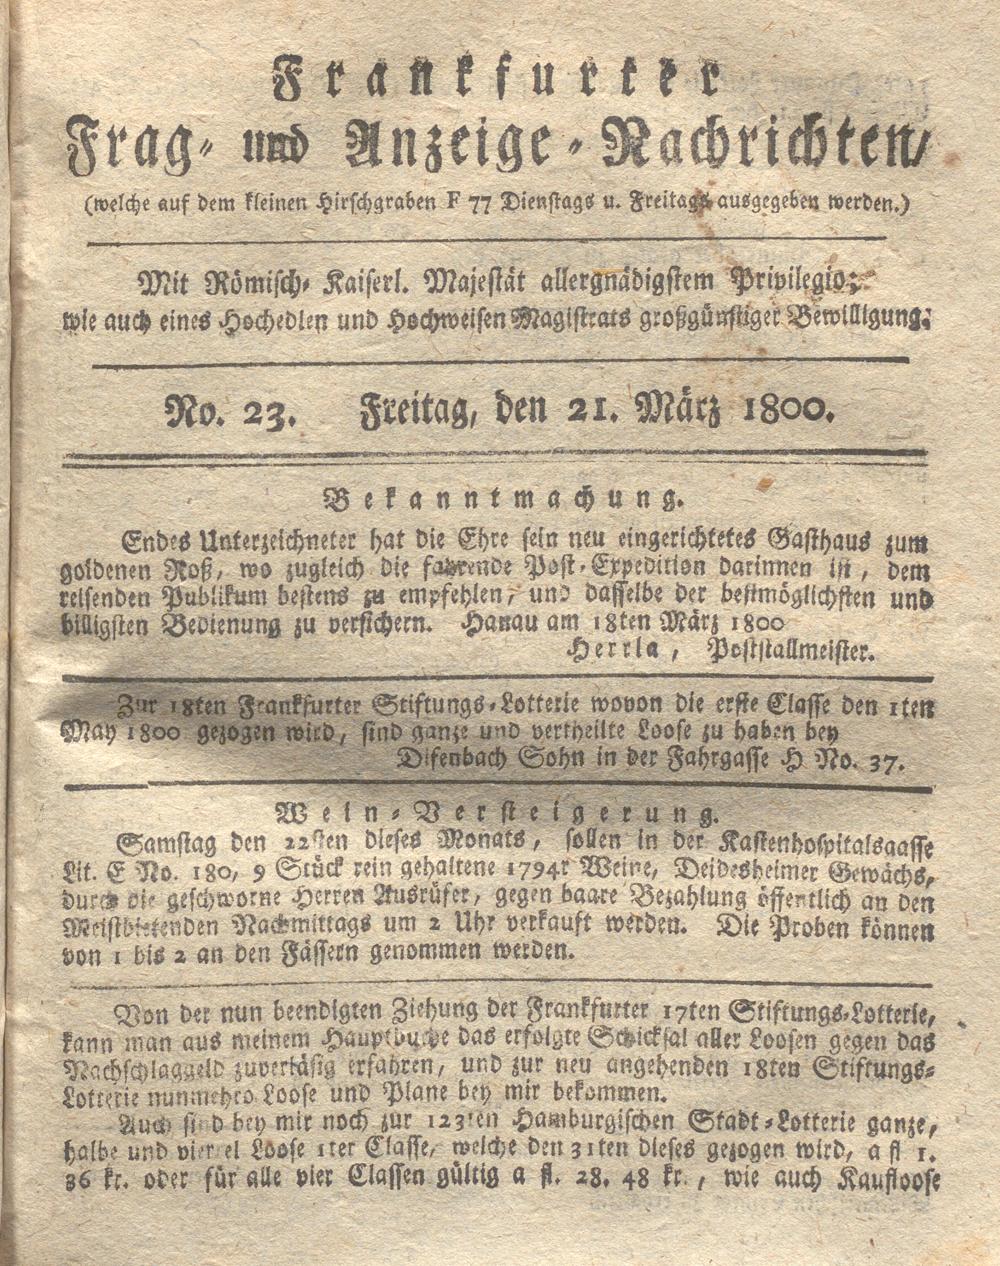 Frankfurter
Frag- und Anzeige-Nachrichten,
(welche auf dem kleinen Hirschgraben F 77 Dienstags u. Freitags ausgegeben werden.)
Mit Römisch-Kaiserl. Majestät allergnädigstem Privilegio;
wie auch eines Hochedlen und Hochweisen Magistrats großgünstiger Bewilligung.
No. 23. Freitag, den 21. März 1800.
Bekanntmachung.
Endes Unterzeichneter hat die Ehre sein neu eingerichtetes Gasthaus zum
goldenen Roß, wo zugleich die fahrende Post-Expedition darinnen ist, dem
reisenden Publikum bestens zu empfehlen, und dasselbe der bestmöglichsten und
billigsten Bedienung zu versichern. Hanau am 18ten März 1800
Herrla, Poststallmeister.
Zur 18ten Frankfurter Stiftungs-Lotterie wovon die erste Classe den 1ten
May 1800 gezogen wird, sind ganze und vertheilte Loose zu haben bey
Difenbach Sohn in der Fahrgasse H No. 37.
Wein-Versteigerung.
Samstag den 22sten dieses Monats, sollen in der Kastenhospitalsgasse
Lit. E No. 180, 9 Stück rein gehaltene 1794r Weine, Deidesheimer Gewächs,
durch die geschworne Herren Ausrüfer, gegen baare Bezahlung öffentlich an den
Meistbietenden Nachmittags um 2 Uhr verkauft werden. Die Proben können
von 1 bis 2 an den Fässern genommen werden.
Von der nun beendigten Ziehung der Frankfurter 17ten Stiftungs-Lotterie,
kann man aus meinem Hauptbuche das erfolgte Schicksal aller Loosen gegen das
Nachschlaggeld zuverläsig erfahren, und zur neu angehenden 18ten Stiftungs-
Lotterie nunmehro Loose und Plane bey mir bekommen.
Auch sind bey mir noch zur 123ten Hamburgischen Stadt-Lotterie ganze,
halbe und viertel Loose 1ter Classe, welche den 31ten dieses gezogen wird, a fl 1.
36 kr. oder für alle vier Classen gültig a fl. 28. 48 kr., wie auch Kaufloose